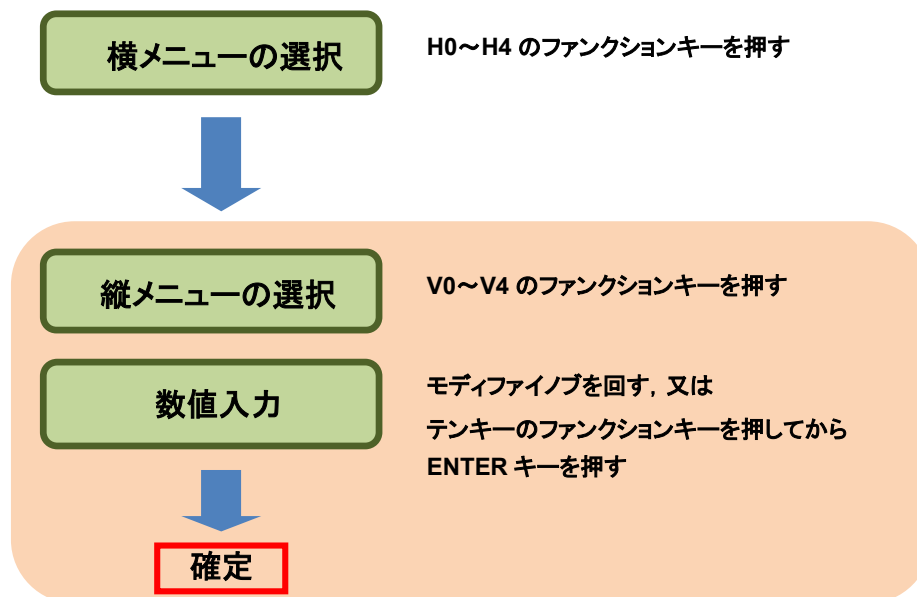 横メニューの選択
H0～H4 のファンクションキーを押す
縦メニューの選択
V0～V4 のファンクションキーを押す
数値入力
モディファイノブを回す，又は
テンキーのファンクションキーを押してから
ENTER キーを押す
確定